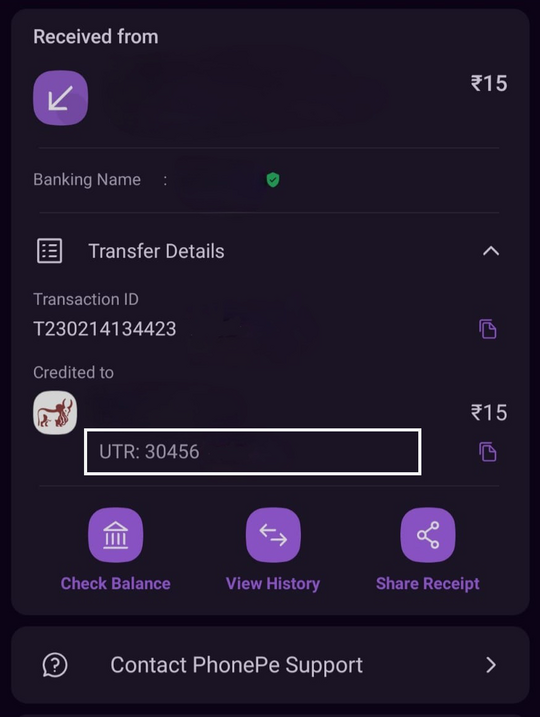 Received from
₹15
Banking Name :
Transfer Details
Transaction ID
T230214134423
Credited to
₹15
UTR: 30456
Check Balance View History Share Receipt
Contact PhonePe Support